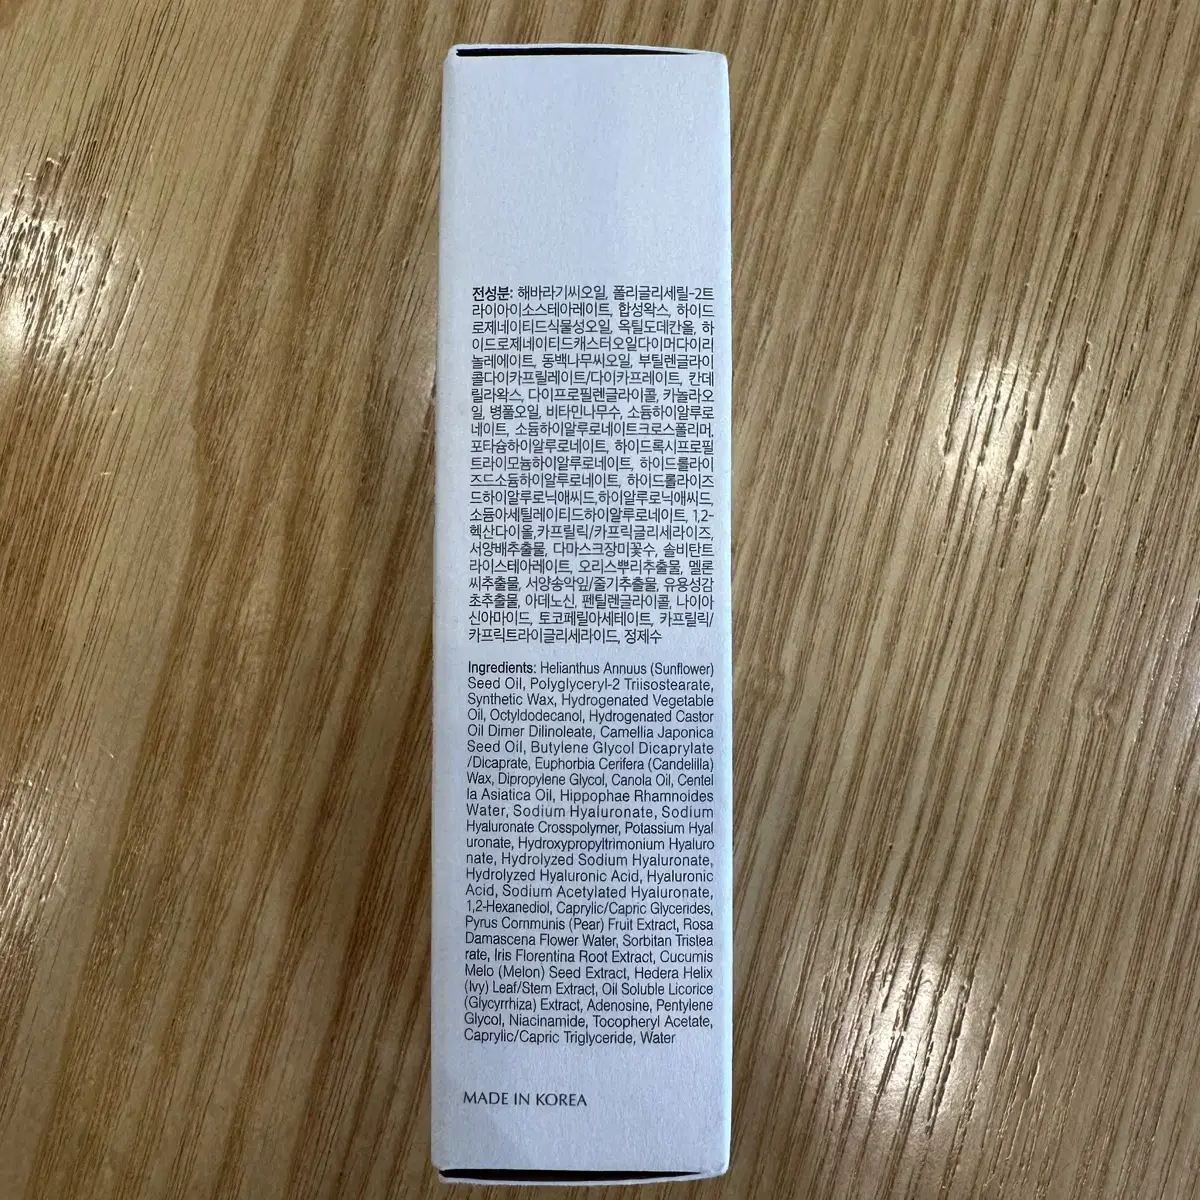 전성분: 해바라기씨오일, 폴리글리세릴-2트
라이아이소스테아레이트, 합성왁스, 하이드
로제네이티드식물성오일, 옥틸도데칸올, 하
이드로제네이티드캐스터오일다이머다이리
놀레에이트, 동백나무씨오일, 부틸렌글라이
콜다이카프릴레이트/다이카프레이트, 칸데
릴라왁스, 다이프로필렌글라이콜, 카놀라오
일, 병풀오일, 비타민나무수, 소듐하이알루로
네이트, 소듐하이알루로네이트크로스폴리머,
포타슘하이알루로네이트, 하이드록시프로필
트라이모늄하이알루로네이트, 하이드롤라이
즈드소듐하이알루로네이트, 하이드롤라이즈
드하이알루로닉애씨드,하이알루로닉애씨드,
소듐아세틸레이티드하이알루로네이트, 1,2-
헥산다이올,카프릴릭/카프릭글리세라이즈,
서양배추출물, 다마스크장미꽃수, 솔비탄트
라이스테아레이트, 오리스뿌리추출물, 멜론
씨추출물, 서양송악잎/줄기추출물, 유용성감
초추출물, 아데노신, 펜틸렌글라이콜, 나이아
신아마이드, 토코페릴아세테이트, 카프릴릭/
카프릭트라이글리세라이드, 정제수
Ingredients: Helianthus Annuus (Sunflower)
Seed Oil, Polyglyceryl-2 Triisostearate,
Synthetic Wax, Hydrogenated Vegetable
Oil, Octyldodecanol, Hydrogenated Castor
Oil Dimer Dilinoleate, Camellia Japonica
Seed Oil, Butylene Glycol Dicaprylate
/Dicaprate, Euphorbia Cerifera (Candelilla)
Wax, Dipropylene Glycol, Canola Oil, Centel
la Asiatica Oil, Hippophae Rhamnoides
Water, Sodium Hyaluronate, Sodium
Hyaluronate Crosspolymer, Potassium Hyal
uronate, Hydroxypropyltrimonium Hyaluro
nate, Hydrolyzed Sodium Hyaluronate,
Hydrolyzed Hyaluronic Acid, Hyaluronic
Acid, Sodium Acetylated Hyaluronate,
1,2-Hexanediol, Caprylic/Capric Glycerides,
Pyrus Communis (Pear) Fruit Extract, Rosa
Damascena Flower Water, Sorbitan Tristea
rate, Iris Florentina Root Extract, Cucumis
Melo (Melon) Seed Extract, Hedera Helix
(Ivy) Leaf/Stem Extract, Oil Soluble Licorice
(Glycyrrhiza) Extract, Adenosine, Pentylene
Glycol, Niacinamide, Tocopheryl Acetate,
Caprylic/Capric Triglyceride, Water
MADE IN KOREA